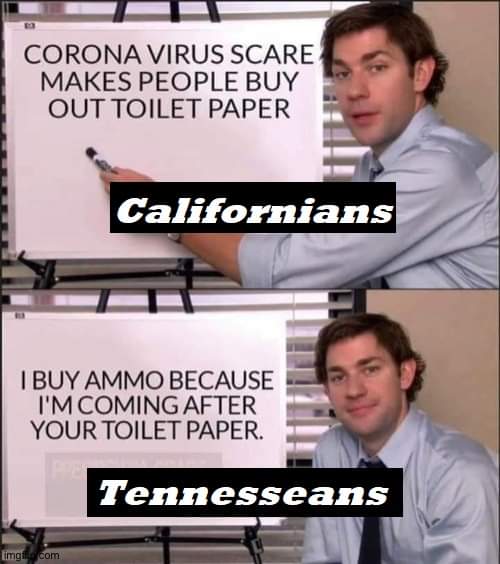 CORONA VIRUS SCARE
MAKES PEOPLE BUY
OUT TOILET PAPER
Californians
I BUY AMMO BECAUSE
I'M COMING AFTER
YOUR TOILET PAPER.
Tennesseans
imgflip.com